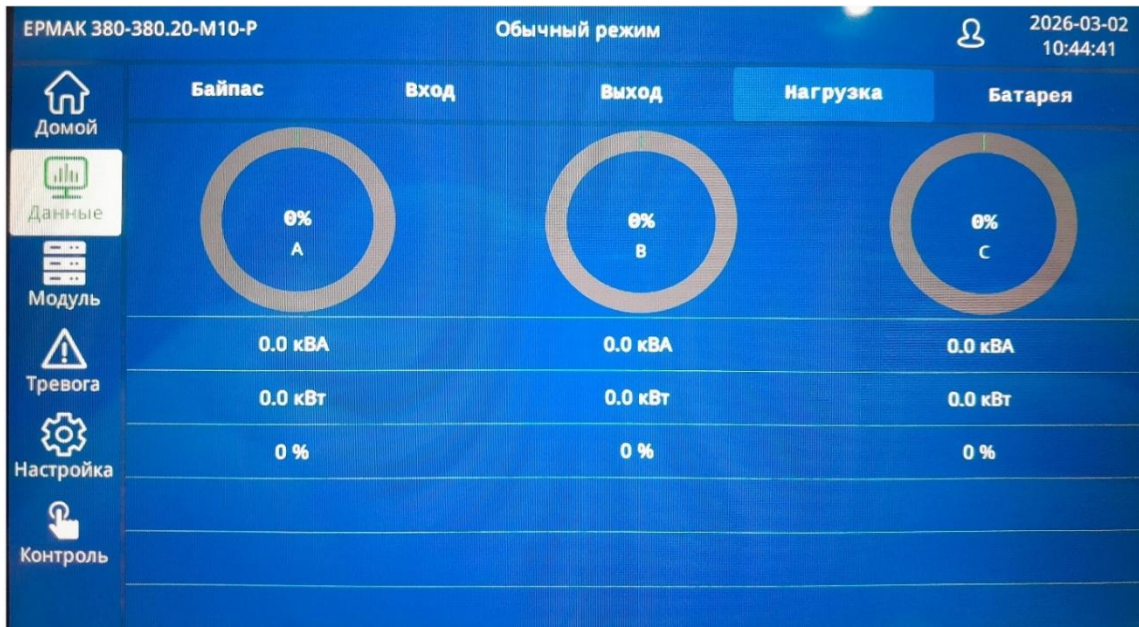 ЕРМАК 380-380.20-М10-Р Обычный режим 2026-03-02
10:44:41
Домой
Данные
Модуль
Тревога
Настройка
Контроль
Байпас Вход Выход Нагрузка Батарея
0% 0% 0%
A B C
0.0 кВА 0.0 кВА 0.0 кВА
0.0 кВт 0.0 кВт 0.0 кВт
0 % 0 % 0 %